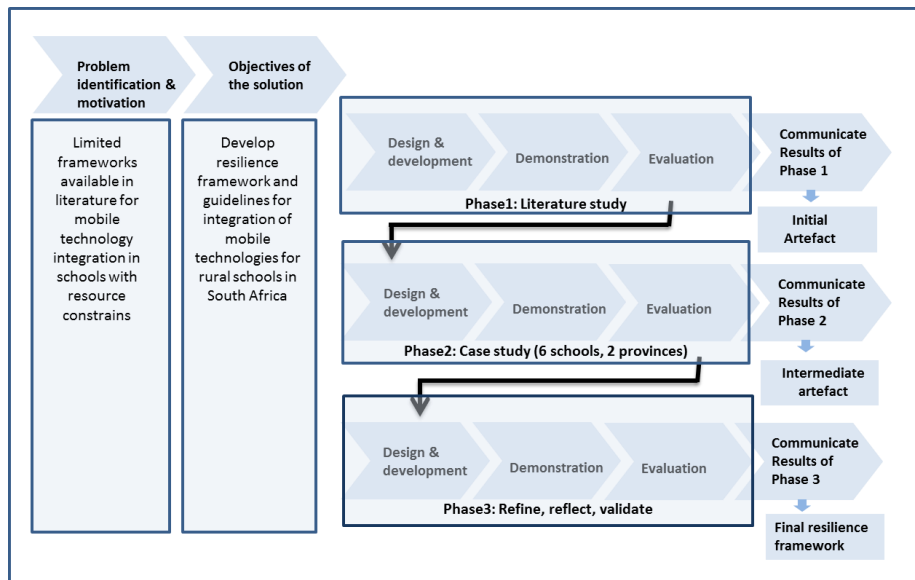 Problem
identification &
motivation
Objectives of
the solution
Limited
frameworks
available in
literature for
mobile
technology
integration in
schools with
resource
constrains
Develop
resilience
framework and
guidelines for
integration of
mobile
technologies for
rural schools in
South Africa
Design &
development
Demonstration
Evaluation
Phase1: Literature study
Communicate
Results of
Phase 1
Initial
Artefact
Design &
development
Demonstration
Evaluation
Phase2: Case study (6 schools, 2 provinces)
Communicate
Results of
Phase 2
Intermediate
artefact
Design &
development
Demonstration
Evaluation
Phase3: Refine, reflect, validate
Communicate
Results of
Phase 3
Final resilience
framework